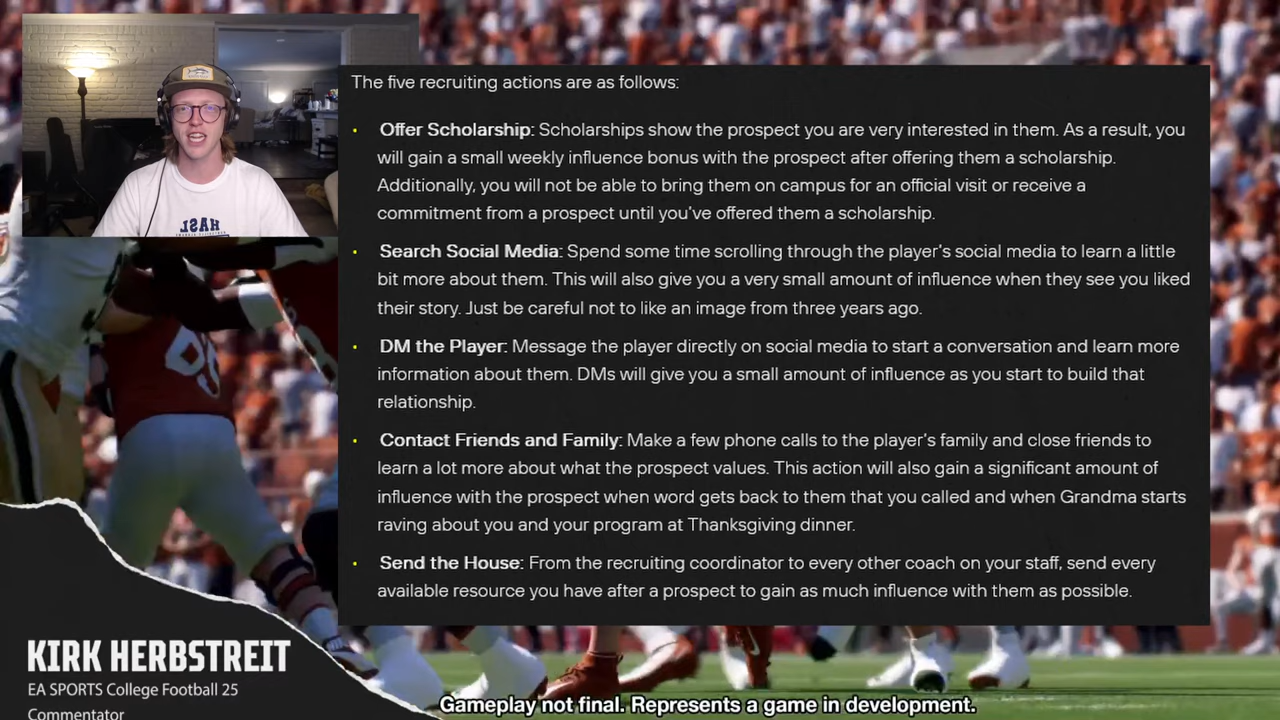 The five recruiting actions are as follows:
• Offer Scholarship: Scholarships show the prospect you are very interested in them. As a result, you
will gain a small weekly influence bonus with the prospect after offering them a scholarship.
Additionally, you will not be able to bring them on campus for an official visit or receive a
commitment from a prospect until you've offered them a scholarship.
• Search Social Media: Spend some time scrolling through the player's social media to learn a little
bit more about them. This will also give you a very small amount of influence when they see you liked
their story. Just be careful not to like an image from three years ago.
• DM the Player: Message the player directly on social media to start a conversation and learn more
information about them. DMs will give you a small amount of influence as you start to build that
relationship.
• Contact Friends and Family: Make a few phone calls to the player's family and close friends to
learn a lot more about what the prospect values. This action will also gain a significant amount of
influence with the prospect when word gets back to them that you called and when Grandma starts
raving about you and your program at Thanksgiving dinner.
• Send the House: From the recruiting coordinator to every other coach on your staff, send every
available resource you have after a prospect to gain as much influence with them as possible.
KIRK HERBSTREIT
EA SPORTS College Football 25
Commentator
Gameplay not final. Represents a game in development.